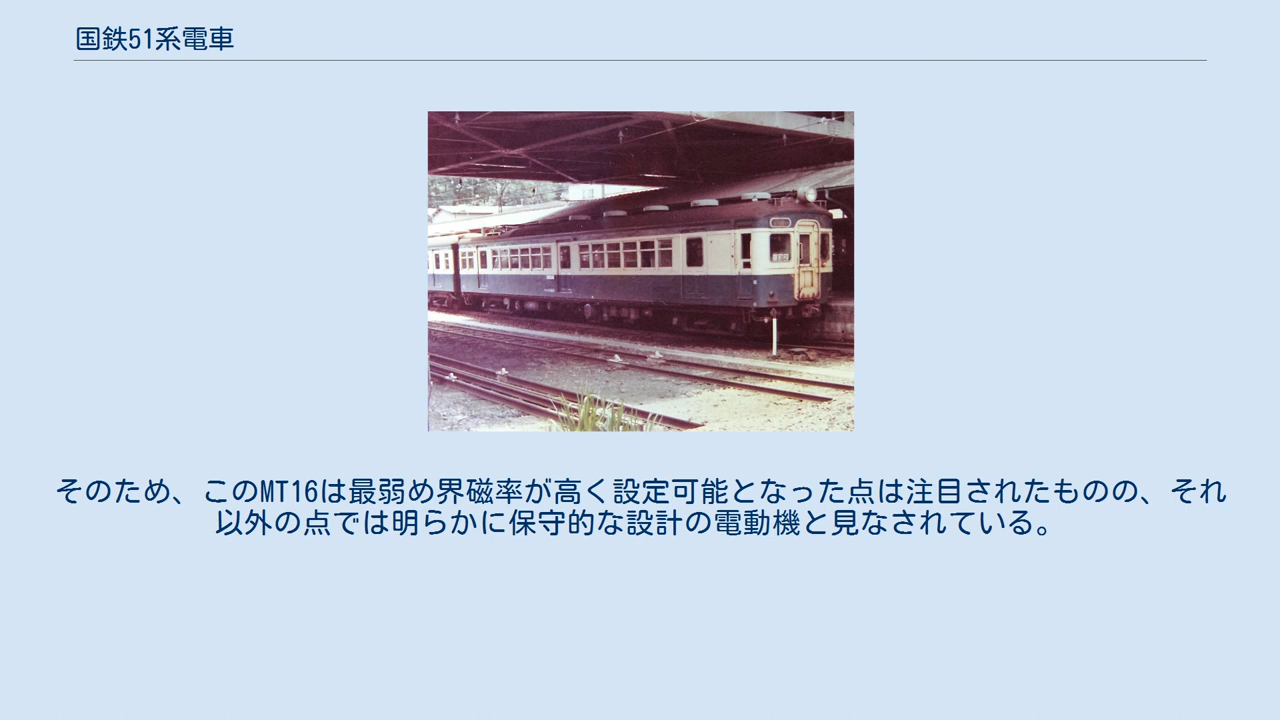 国鉄51系電車
そのため、このMT16は最弱め界磁率が高く設定可能となった点は注目されたものの、それ
以外の点では明らかに保守的な設計の電動機と見なされている。